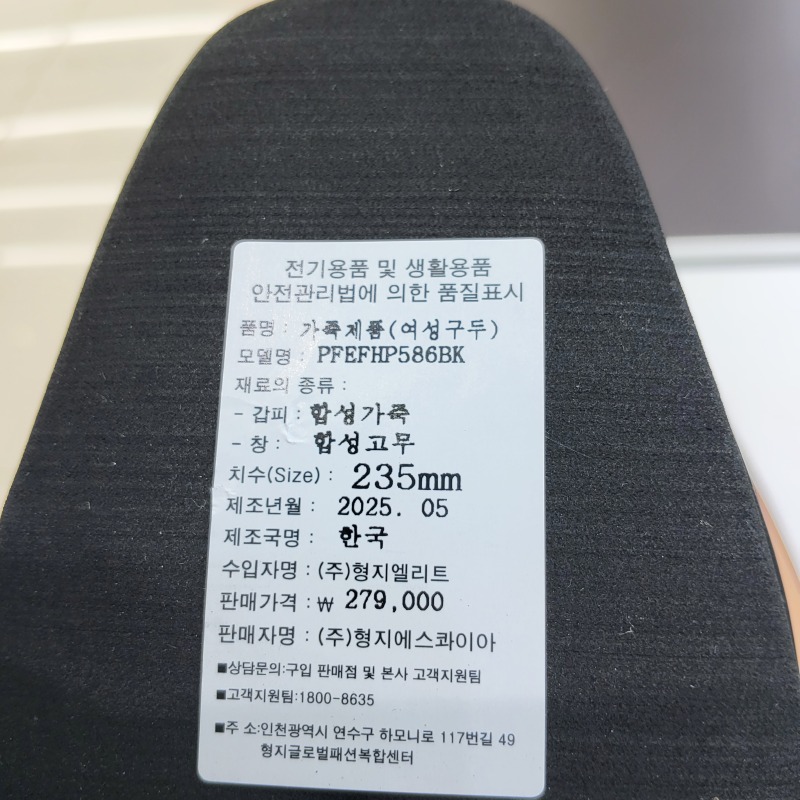 전기용품 및 생활용품
안전관리법에 의한 품질표시
품명 : 가죽제품(여성구두)
모델명 : PFEFHP586BK
재료의 종류 :
- 갑피 : 합성가죽
- 창 : 합성고무
치수(Size) : 235mm
제조년월 : 2025. 05
제조국명 : 한국
수입자명 : (주)형지엘리트
판매가격 : ₩ 279,000
판매자명 : (주)형지에스콰이아
■상담문의:구입 판매점 및 본사 고객지원팀
■고객지원팀:1800-8635
■주 소:인천광역시 연수구 하모니로 117번길 49
형지글로벌패션복합센터